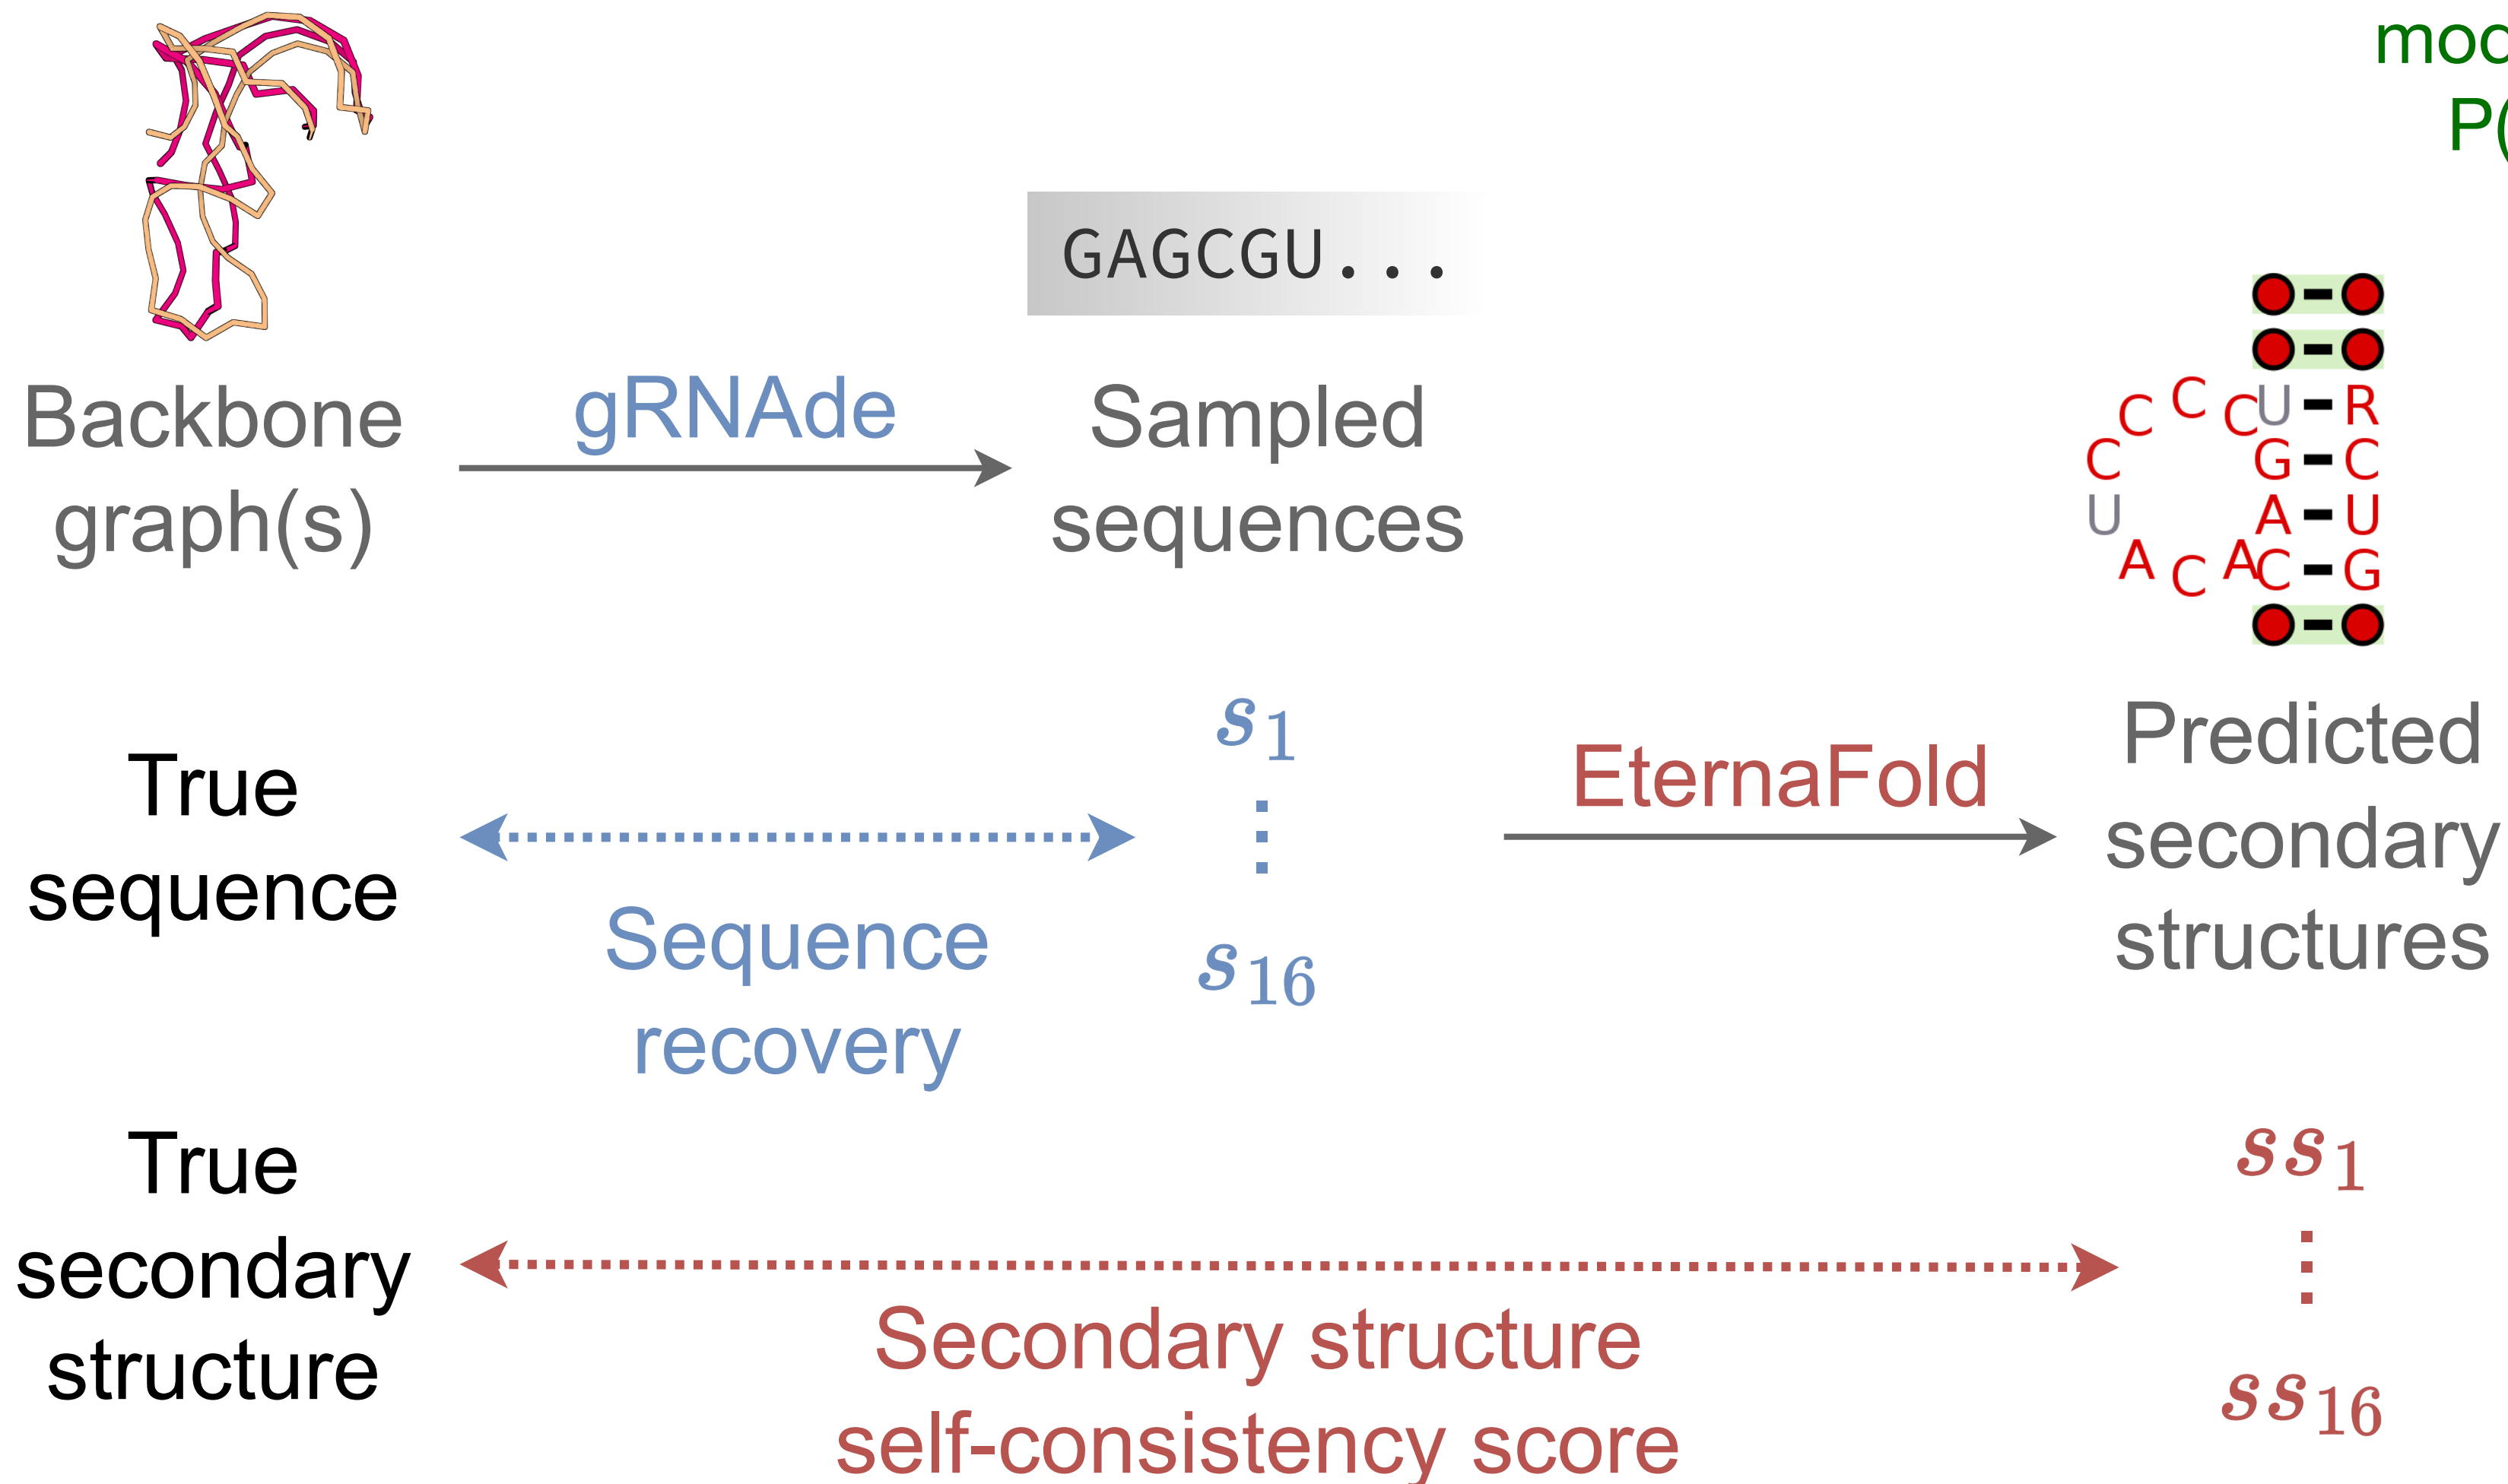 GAGCGU...
Backbone
graph(s)
gRNAde
Sampled
sequences
C C C U R
C G C
U A U
A C A C G
True
sequence
Sequence
recovery
s1
⋮
s16
EternaFold
Predicted
secondary
structures
True
secondary
structure
Secondary structure
self-consistency score
ss1
⋮
ss16